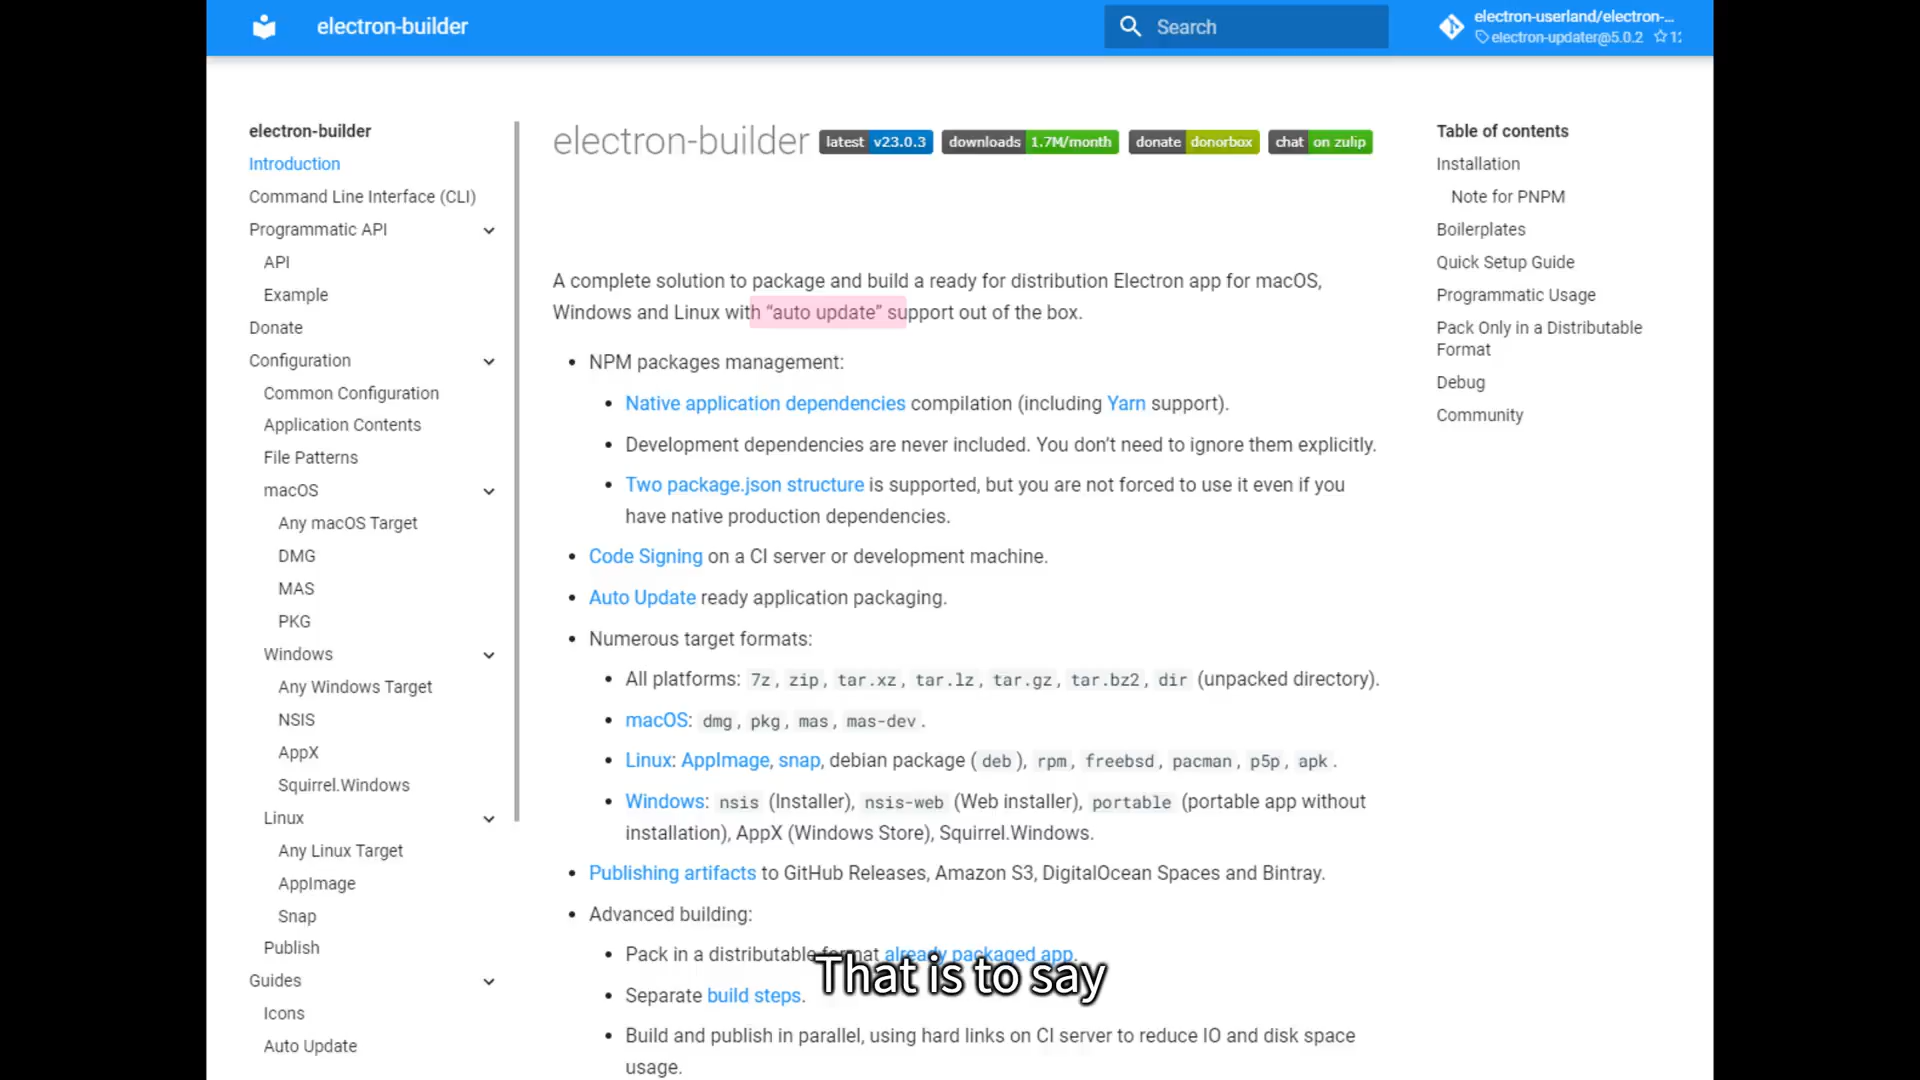 electron-builder
Search
electron-userland/electron-...
electron-updater@5.0.2
electron-builder
Introduction
Command Line Interface (CLI)
Programmatic API
API
Example
Donate
Configuration
Common Configuration
Application Contents
File Patterns
macOS
Any macOS Target
DMG
MAS
PKG
Windows
Any Windows Target
NSIS
AppX
Squirrel.Windows
Linux
Any Linux Target
AppImage
Snap
Publish
Guides
Icons
Auto Update
electron-builder latest v23.0.3 downloads 1.7M/month donate donorbox chat on zulip
A complete solution to package and build a ready for distribution Electron app for macOS,
Windows and Linux with “auto update” support out of the box.
• NPM packages management:
• Native application dependencies compilation (including Yarn support).
• Development dependencies are never included. You don’t need to ignore them explicitly.
• Two package.json structure is supported, but you are not forced to use it even if you
have native production dependencies.
• Code Signing on a CI server or development machine.
• Auto Update ready application packaging.
• Numerous target formats:
• All platforms: 7z, zip, tar.xz, tar.lz, tar.gz, tar.bz2, dir (unpacked directory).
• macOS: dmg, pkg, mas, mas-dev.
• Linux: AppImage, snap, debian package (deb), rpm, freebsd, pacman, p5p, apk.
• Windows: nsis (Installer), nsis-web (Web installer), portable (portable app without
installation), AppX (Windows Store), Squirrel.Windows.
• Publishing artifacts to GitHub Releases, Amazon S3, DigitalOcean Spaces and Bintray.
• Advanced building:
• Pack in a distributable format already packaged app.
• Separate build steps.
• Build and publish in parallel, using hard links on CI server to reduce IO and disk space
usage.
Table of contents
Installation
Note for PNPM
Boilerplates
Quick Setup Guide
Programmatic Usage
Pack Only in a Distributable
Format
Debug
Community
That is to say